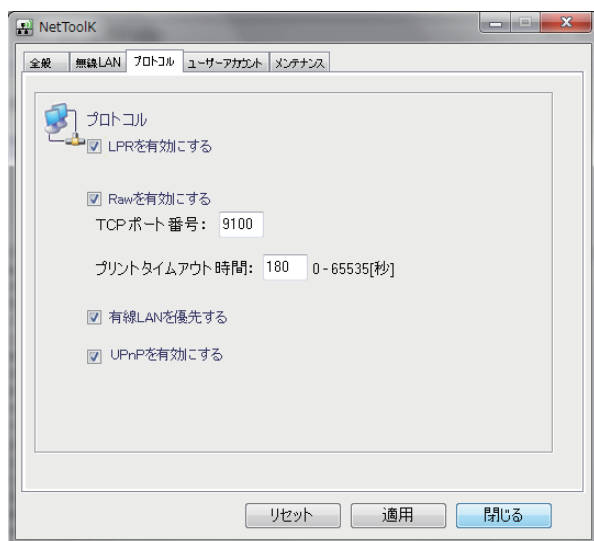 NetToolK
全般 無線LAN プロトコル ユーザーアカウント メンテナンス
プロトコル
LPRを有効にする
Rawを有効にする
TCPポート番号: 9100
プリントタイムアウト時間: 180 0-65535[秒]
有線LANを優先する
UPnPを有効にする
リセット 適用 閉じる